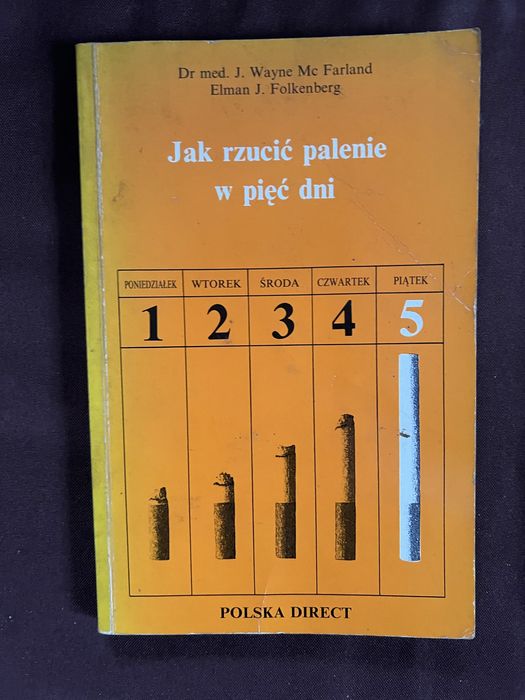 Dr med. J. Wayne Mc Farland
Elman J. Folkenberg
Jak rzucić palenie
w pięć dni
PONIEDZIAŁEK WTOREK ŚRODA CZWARTEK PIĄTEK
1 2 3 4 5
POLSKA DIRECT